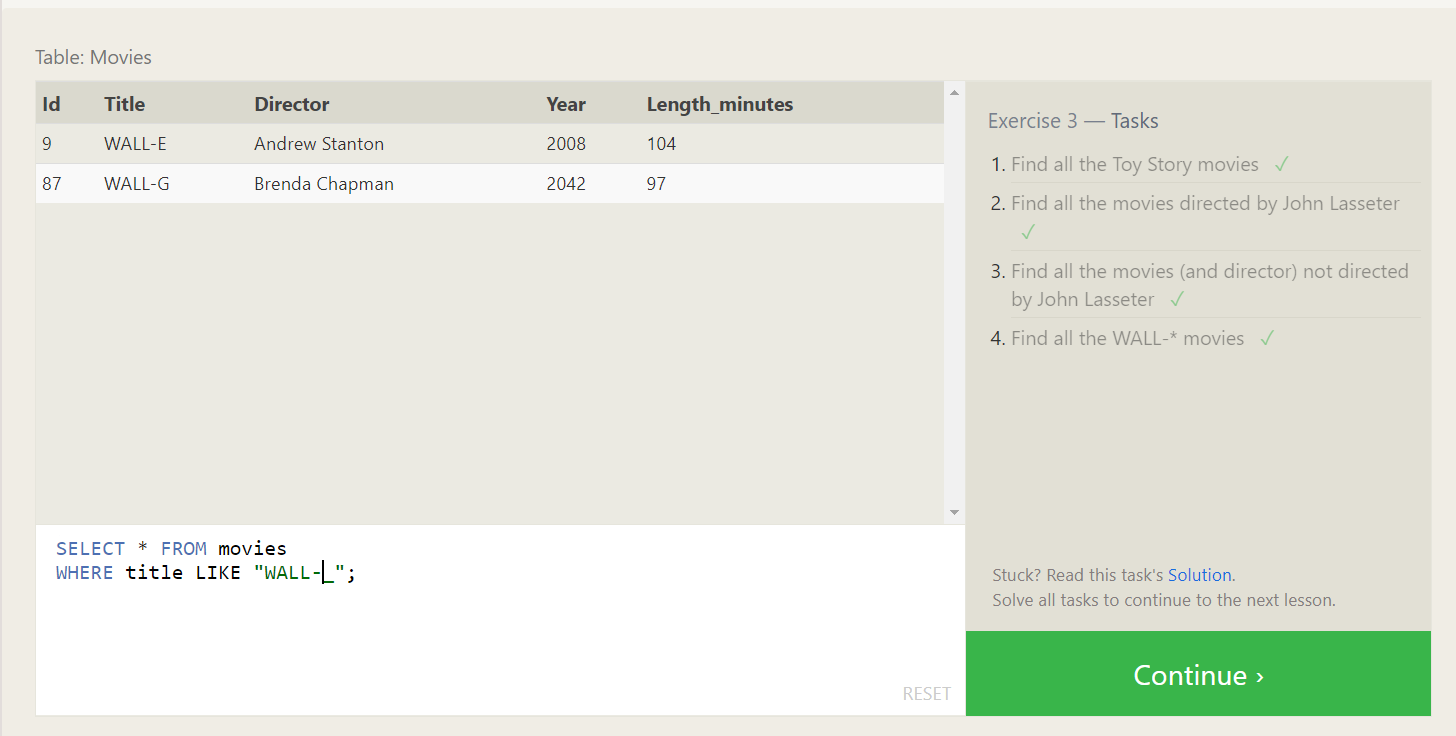 Table: Movies
Id Title Director Year Length_minutes
9 WALL-E Andrew Stanton 2008 104
87 WALL-G Brenda Chapman 2042 97
SELECT * FROM movies
WHERE title LIKE "WALL-_";
RESET
Exercise 3 — Tasks
1. Find all the Toy Story movies ✓
2. Find all the movies directed by John Lasseter
✓
3. Find all the movies (and director) not directed
by John Lasseter ✓
4. Find all the WALL-* movies ✓
Stuck? Read this task's Solution.
Solve all tasks to continue to the next lesson.
Continue ›